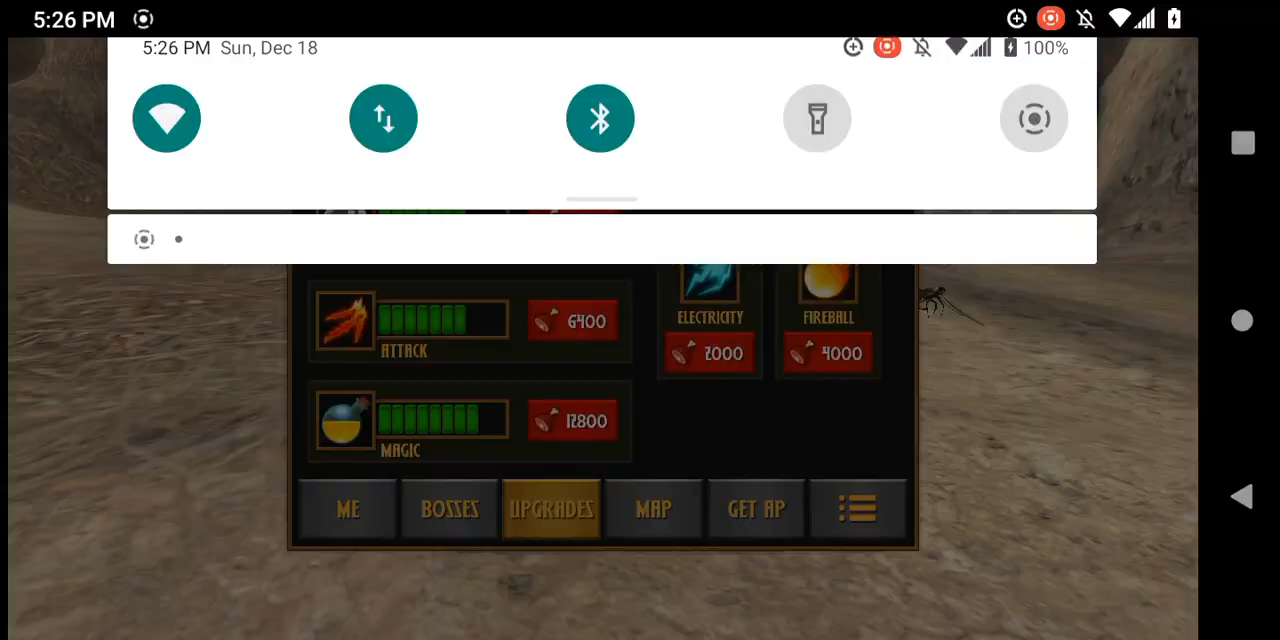 5:26 PM
5:26 PM Sun, Dec 18
100%
6400
ATTACK
ELECTRICITY
FIREBALL
2000
4000
12800
MAGIC
ME
BOSSES
UPGRADES
MAP
GET AP